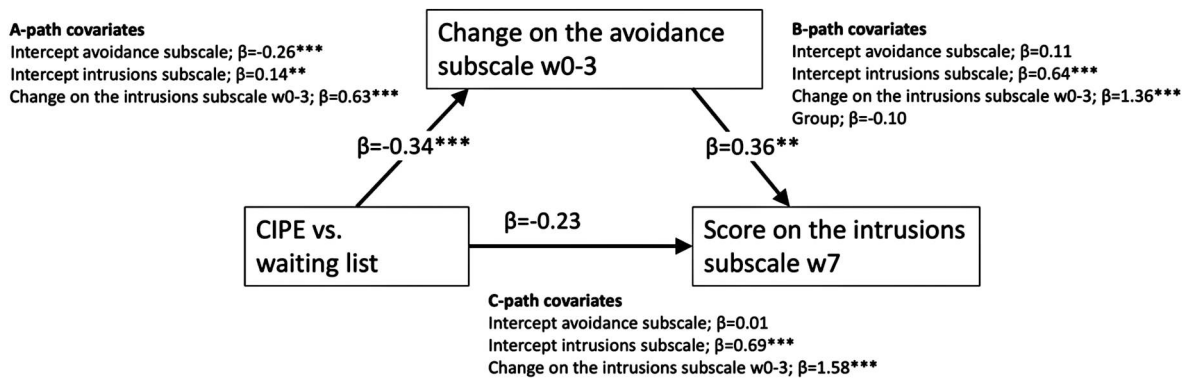 A-path covariates
Intercept avoidance subscale; β=-0.26***
Intercept intrusions subscale; β=0.14**
Change on the intrusions subscale w0-3; β=0.63***
Change on the avoidance
subscale w0-3
B-path covariates
Intercept avoidance subscale; β=0.11
Intercept intrusions subscale; β=0.64***
Change on the intrusions subscale w0-3; β=1.36***
Group; β=-0.10
β=-0.34***
β=0.36**
CIPE vs.
waiting list
β=-0.23
Score on the intrusions
subscale w7
C-path covariates
Intercept avoidance subscale; β=0.01
Intercept intrusions subscale; β=0.69***
Change on the intrusions subscale w0-3; β=1.58***